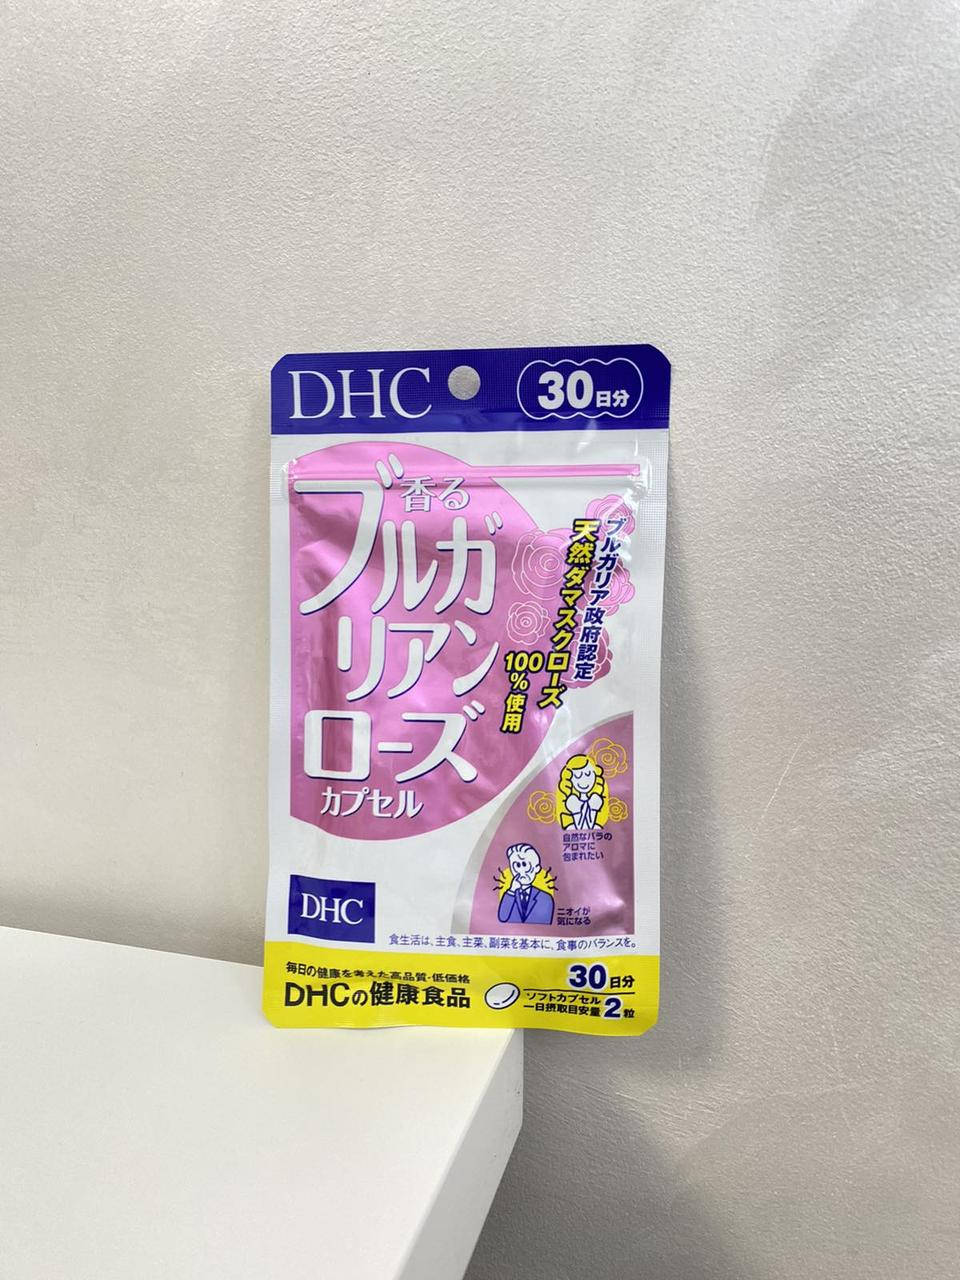 DHC
30日分
香る
ブルガ
リアン
ローズ
カプセル
ブルガリア政府認定
天然ダマスクローズ
100%使用
自然なバラの
アロマに
包まれたい
ニオイが
気になる
DHC
食生活は、主食、主菜、副菜を基本に、食事のバランスを。
毎日の健康を考えた高品質・低価格
DHCの健康食品
30日分
ソフトカプセル
一日摂取目安量2粒